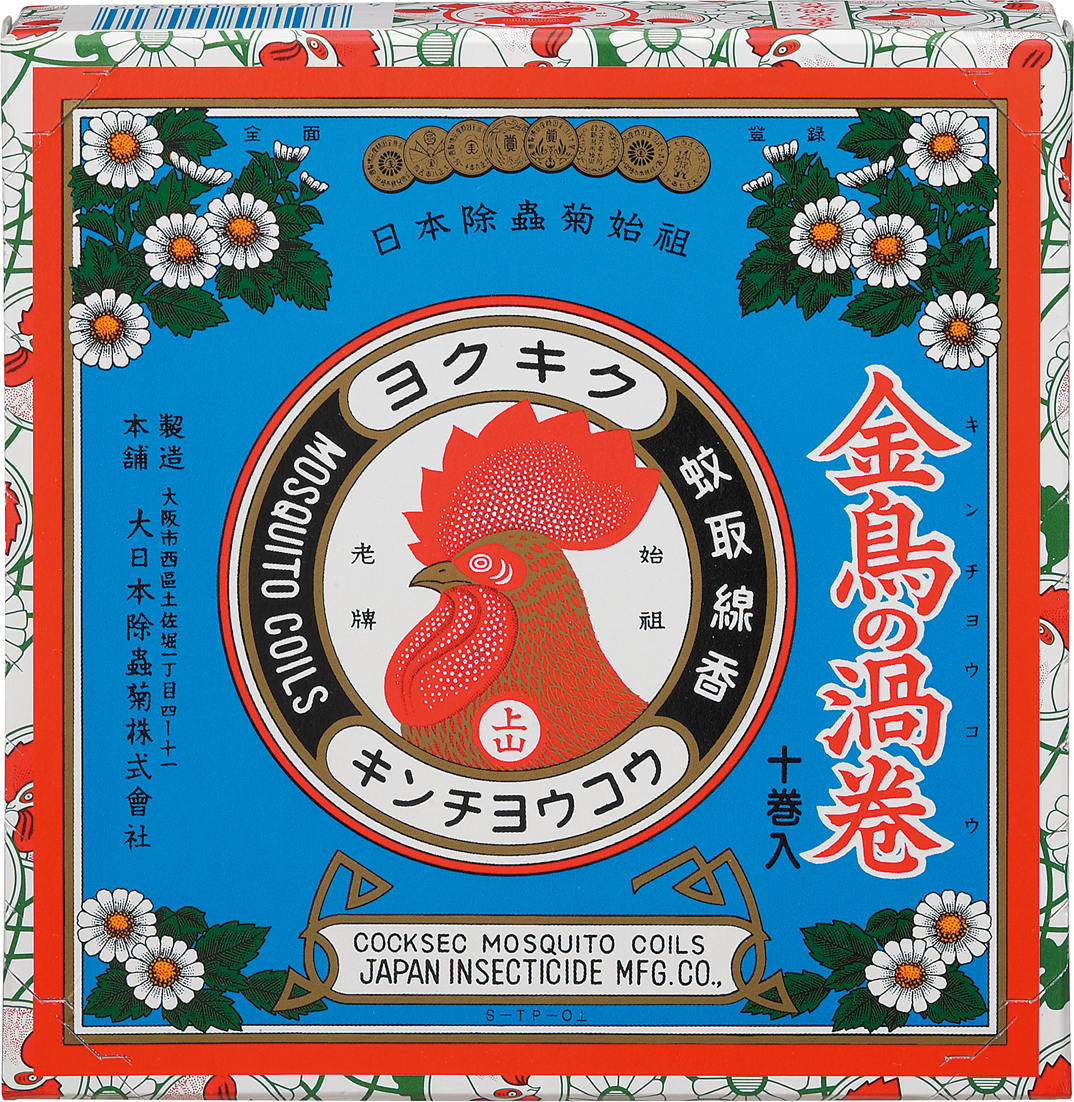 全面 登録
日本除蟲菊始祖
ヨクキク
蚊取線香
MOSQUITO COILS
キンチヨウコウ
始祖
老牌
上山
金鳥の渦巻
キンチヨウコウ
十巻入
製造
本舗
大阪市西區土佐堀一丁目四ー十一
大日本除蟲菊株式會社
COCKSEC MOSQUITO COILS
JAPAN INSECTICIDE MFG.CO.,
S-TP-01